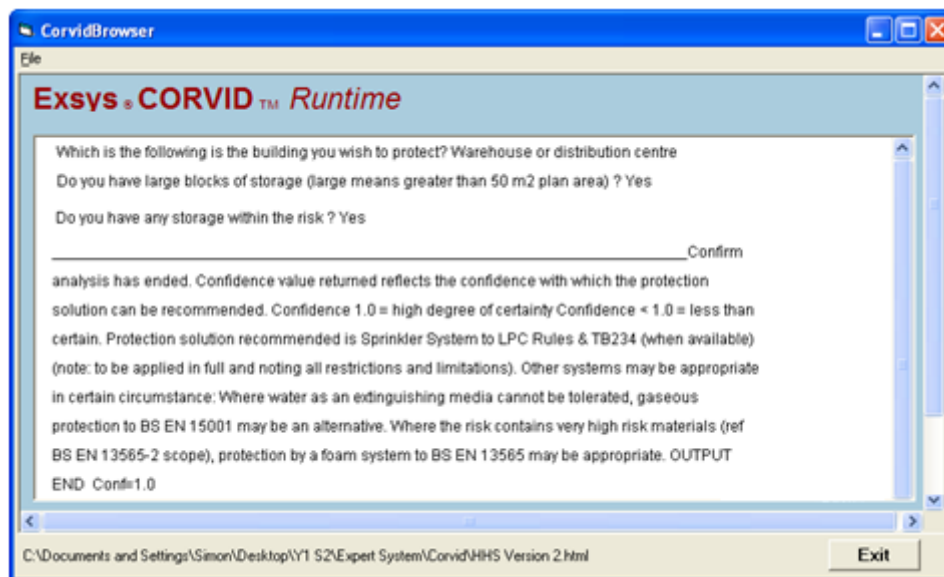 CorvidBrowser
File
Exsys ® CORVID TM Runtime
Which is the following is the building you wish to protect? Warehouse or distribution centre
Do you have large blocks of storage (large means greater than 50 m2 plan area) ? Yes
Do you have any storage within the risk ? Yes
Confirm
analysis has ended. Confidence value returned reflects the confidence with which the protection
solution can be recommended. Confidence 1.0 = high degree of certainty Confidence < 1.0 = less than
certain. Protection solution recommended is Sprinkler System to LPC Rules & TB234 (when available)
(note: to be applied in full and noting all restrictions and limitations). Other systems may be appropriate
in certain circumstance: Where water as an extinguishing media cannot be tolerated, gaseous
protection to BS EN 15001 may be an alternative. Where the risk contains very high risk materials (ref
BS EN 13565-2 scope), protection by a foam system to BS EN 13565 may be appropriate. OUTPUT
END Conf=1.0
C:\Documents and Settings\Simon\Desktop\Y1 S2\Expert System\Corvid\HHS Version 2.html
Exit